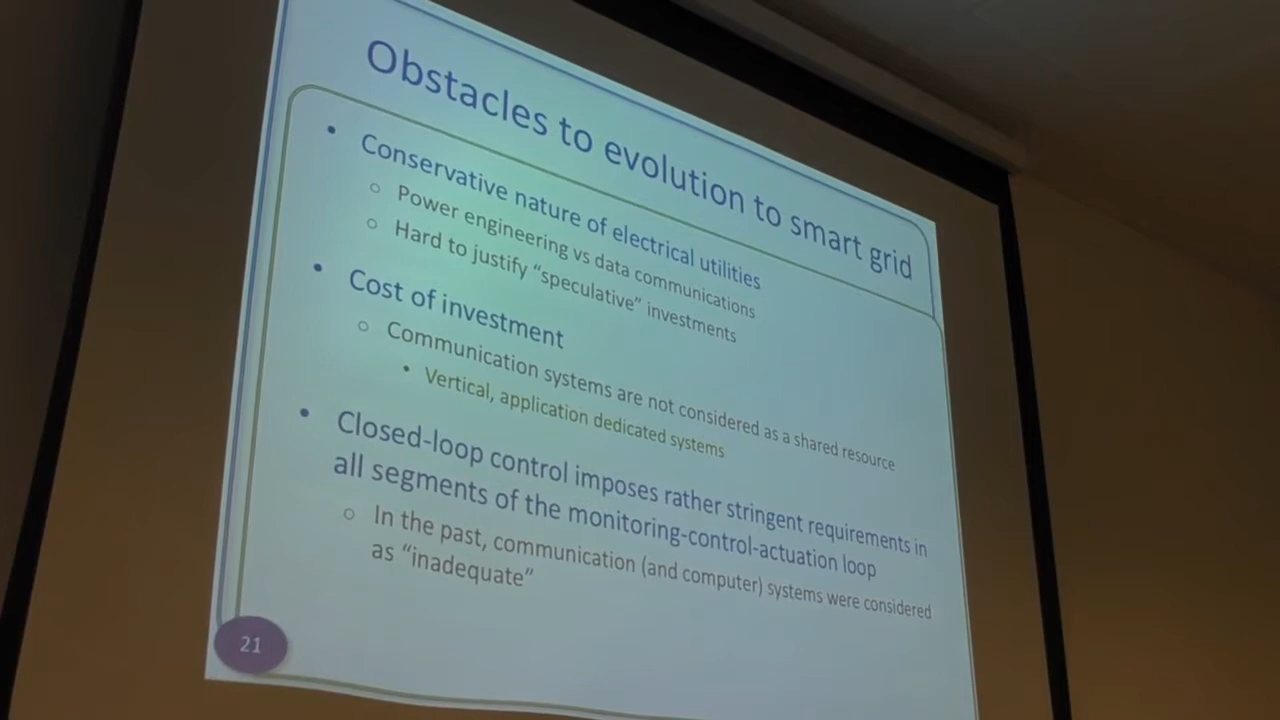 Obstacles to evolution to smart grid
• Conservative nature of electrical utilities
○ Power engineering vs data communications
○ Hard to justify “speculative” investments
• Cost of investment
○ Communication systems are not considered as a shared resource
• Vertical, application dedicated systems
• Closed-loop control imposes rather stringent requirements in
all segments of the monitoring-control-actuation loop
○ In the past, communication (and computer) systems were considered
as “inadequate”
21